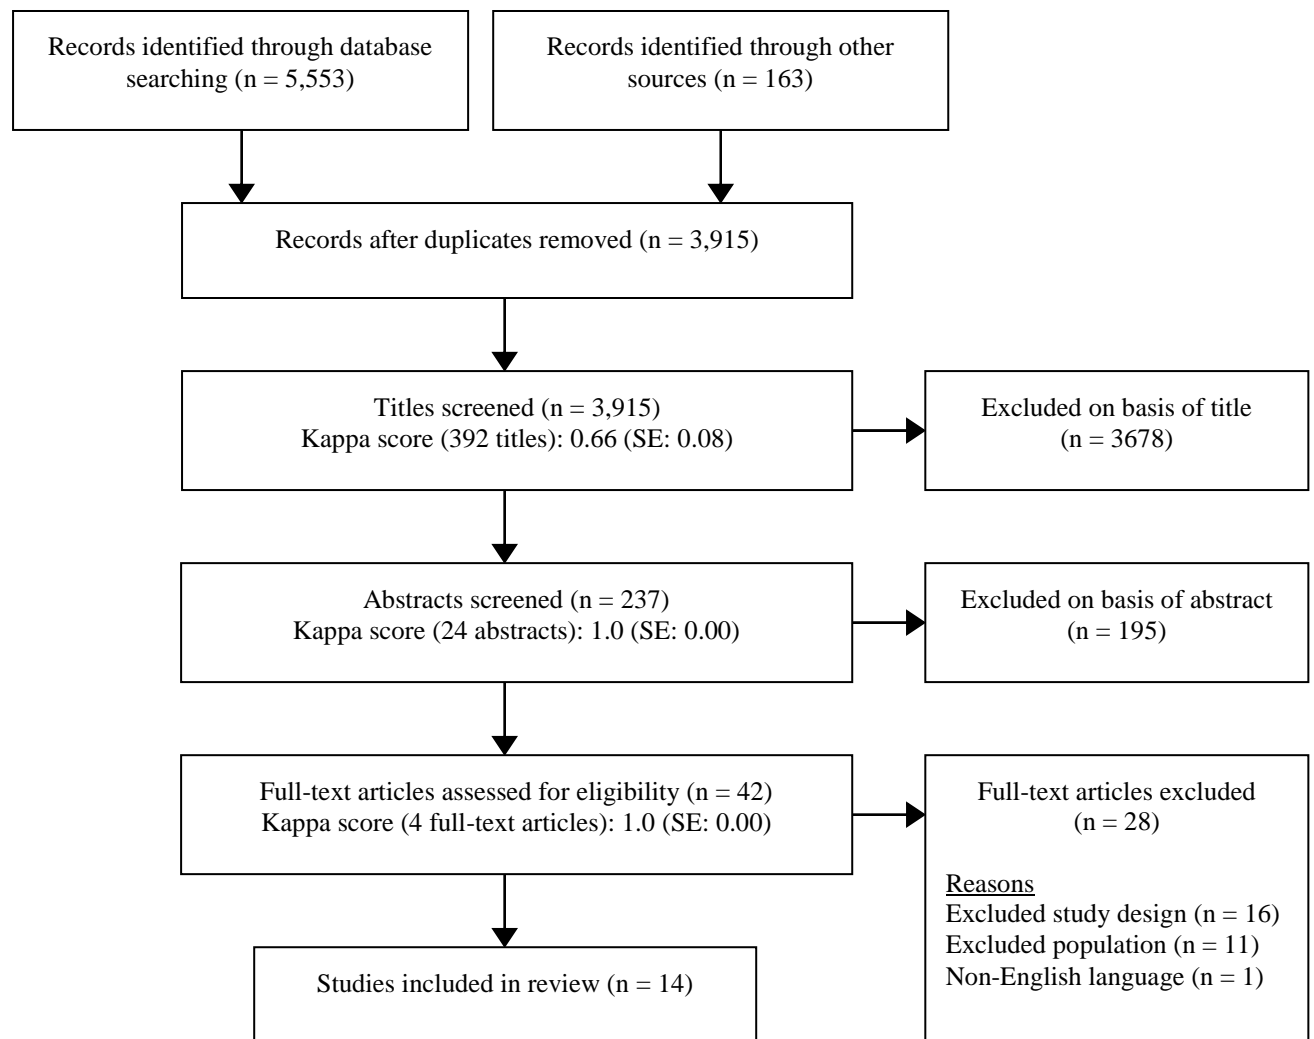 Records identified through database
searching (n = 5,553)
Records identified through other
sources (n = 163)
Records after duplicates removed (n = 3,915)
Titles screened (n = 3,915)
Kappa score (392 titles): 0.66 (SE: 0.08)
Excluded on basis of title
(n = 3678)
Abstracts screened (n = 237)
Kappa score (24 abstracts): 1.0 (SE: 0.00)
Excluded on basis of abstract
(n = 195)
Full-text articles assessed for eligibility (n = 42)
Kappa score (4 full-text articles): 1.0 (SE: 0.00)
Full-text articles excluded
(n = 28)
Reasons
Excluded study design (n = 16)
Excluded population (n = 11)
Non-English language (n = 1)
Studies included in review (n = 14)